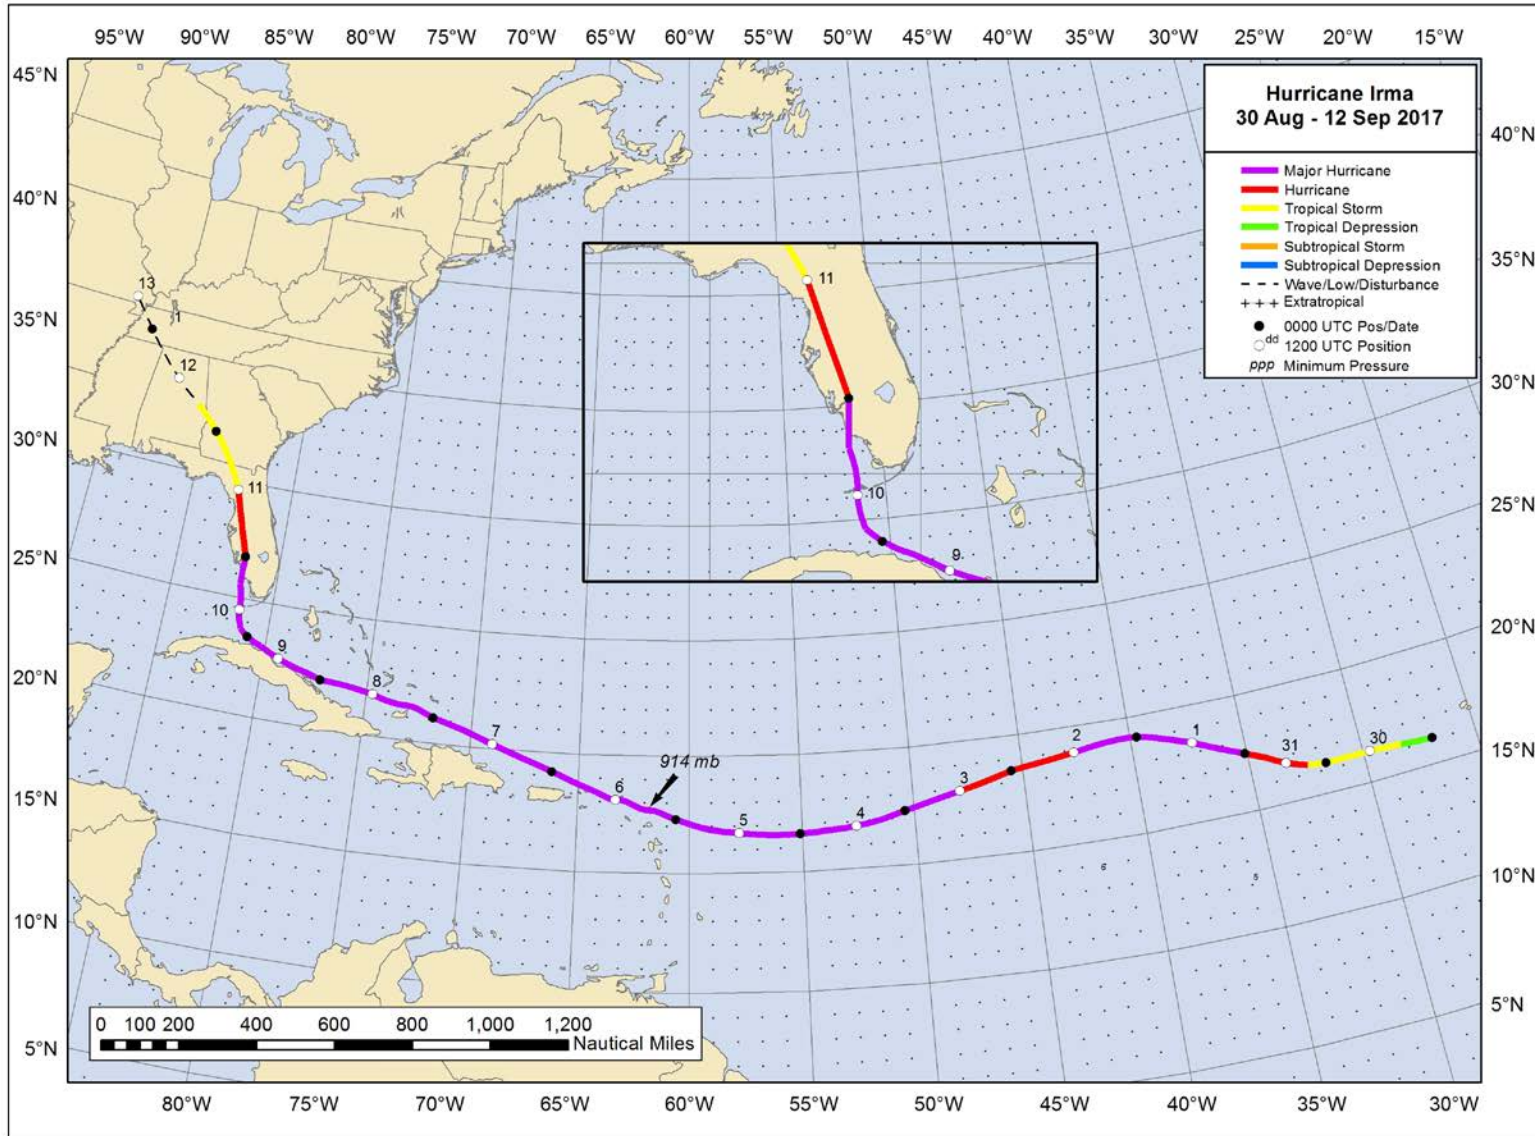 95°W 90°W 85°W 80°W 75°W 70°W 65°W 60°W 55°W 50°W 45°W 40°W 35°W 30°W 25°W 20°W 15°W
45°N
40°N
35°N
30°N
25°N
20°N
15°N
10°N
5°N
Hurricane Irma
30 Aug - 12 Sep 2017
Major Hurricane
Hurricane
Tropical Storm
Tropical Depression
Subtropical Storm
Subtropical Depression
Wave/Low/Disturbance
+++ Extratropical
0000 UTC Pos/Date
dd 1200 UTC Position
ppp Minimum Pressure
40°N
35°N
30°N
25°N
20°N
15°N
10°N
5°N
13
1
12
11
10
9
8
7
6
914 mb
5
4
3
2
1
31
30
11
10
9
0 100 200 400 600 800 1,000 1,200
Nautical Miles
80°W 75°W 70°W 65°W 60°W 55°W 50°W 45°W 40°W 35°W 30°W